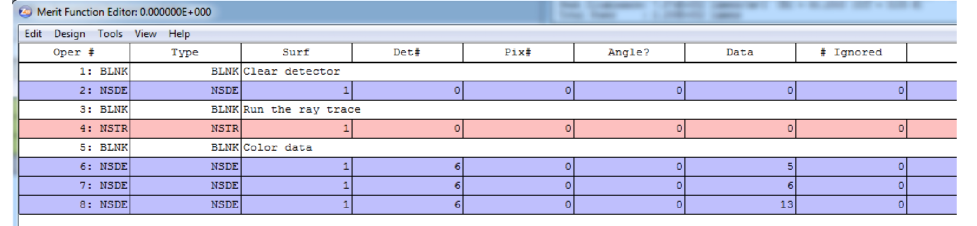 Merit Function Editor: 0.000000E+000
Edit Design Tools View Help
Oper # Type Surf Det# Pix# Angle? Data # Ignored
1: BLNK BLNK Clear detector
2: NSDE NSDE 1 0 0 0 0 0
3: BLNK BLNK Run the ray trace
4: NSTR NSTR 1 0 0 0 0 0
5: BLNK BLNK Color data
6: NSDE NSDE 1 6 0 0 5 0
7: NSDE NSDE 1 6 0 0 6 0
8: NSDE NSDE 1 6 0 0 13 0